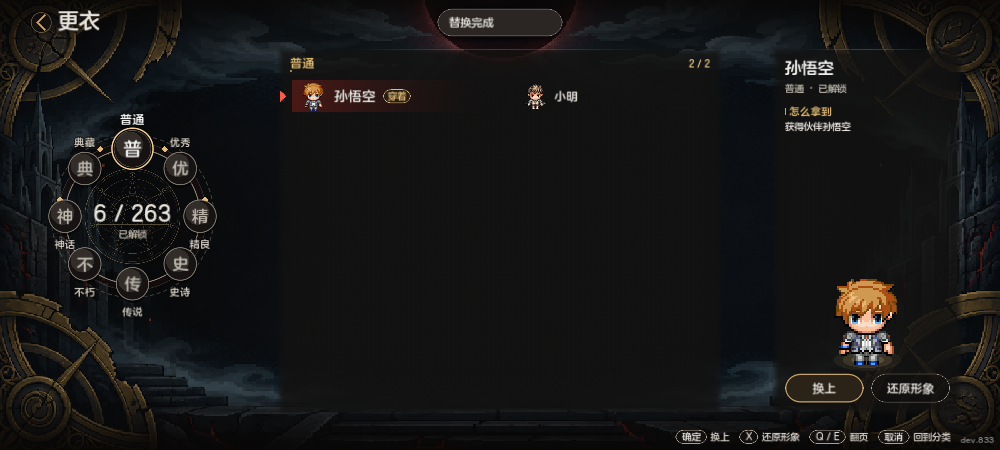 更衣
替换完成
普通
2 / 2
孙悟空 穿着
小明
普通
普
典藏
典
优秀
优
神
神话
6 / 263
已解锁
精
精良
不
不朽
史
史诗
传
传说
孙悟空
普通 · 已解锁
怎么拿到
获得伙伴孙悟空
换上
还原形象
确定 换上 X 还原形象 Q / E 翻页 取消 回到分类
dev.833